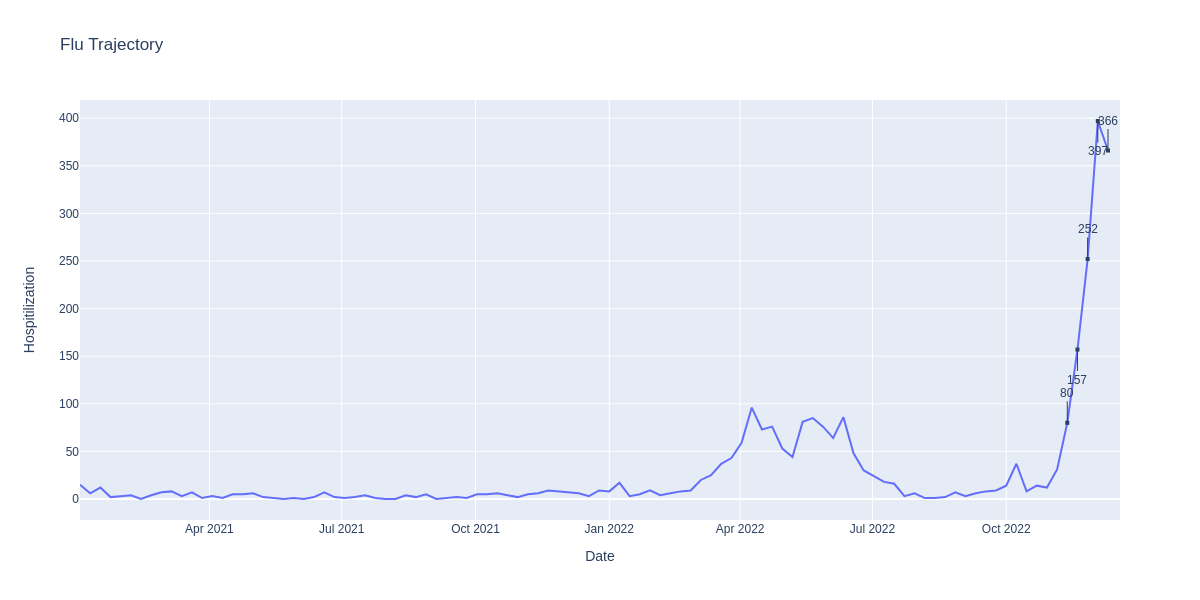 Flu Trajectory
400
350
300
250
200
150
100
50
0
366
397
252
157
80
Apr 2021
Jul 2021
Oct 2021
Jan 2022
Apr 2022
Jul 2022
Oct 2022
Date
Hospitilization